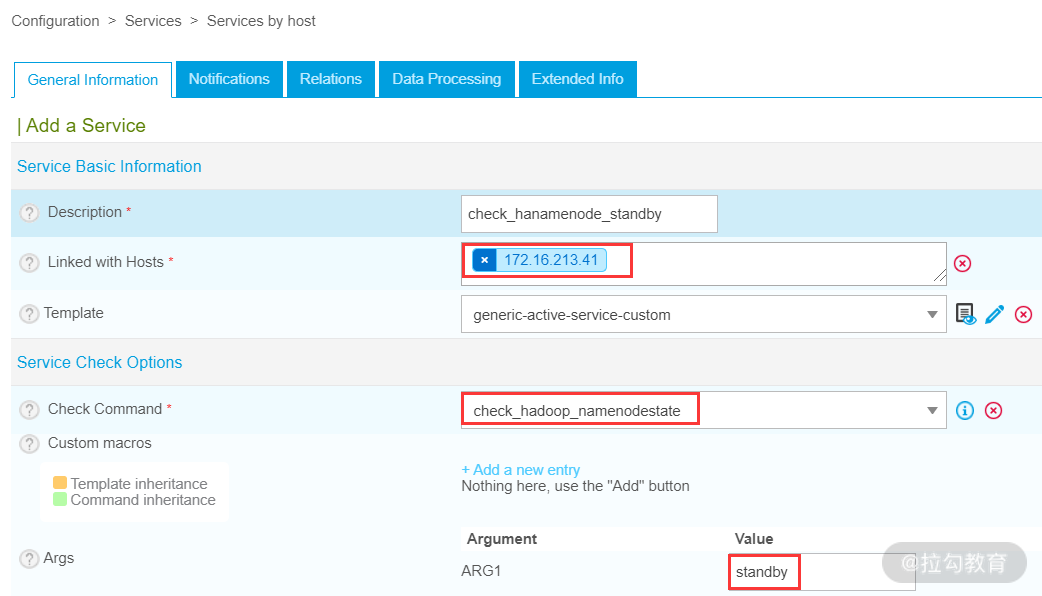 Configuration > Services > Services by host
General Information Notifications Relations Data Processing Extended Info
| Add a Service
Service Basic Information
? Description * check_hanamenode_standby
? Linked with Hosts * × 172.16.213.41
? Template generic-active-service-custom
Service Check Options
? Check Command * check_hadoop_namenodestate
? Custom macros
+ Add a new entry
Template inheritance
Nothing here, use the "Add" button
Command inheritance
Argument Value
? Args
ARG1 standby
@拉勾教育